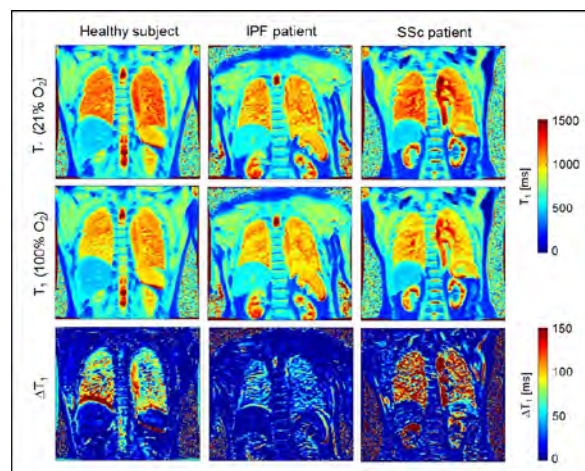 Healthy subject IPF patient SSc patient
T₁ (21% O₂)
1500
1000
500
0
T₁ [ms]
T₁ (100% O₂)
150
100
50
0
ΔT₁ [ms]
ΔT₁